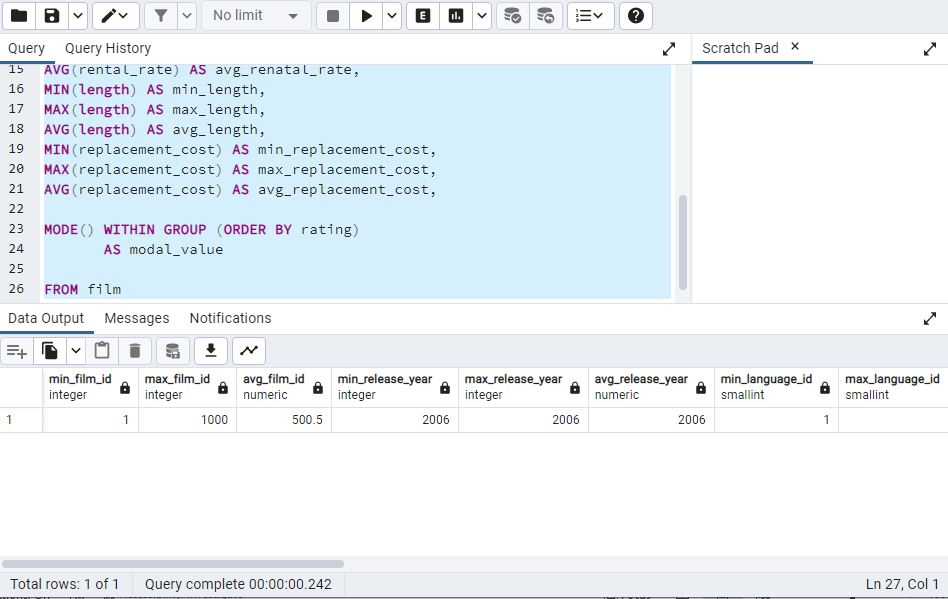 No limit
E
Query
Query History
Scratch Pad
15 AVG(rental_rate) AS avg_renatal_rate,
16 MIN(length) AS min_length,
17 MAX(length) AS max_length,
18 AVG(length) AS avg_length,
19 MIN(replacement_cost) AS min_replacement_cost,
20 MAX(replacement_cost) AS max_replacement_cost,
21 AVG(replacement_cost) AS avg_replacement_cost,
22
23 MODE() WITHIN GROUP (ORDER BY rating)
24 AS modal_value
25
26 FROM film
Data Output Messages Notifications
min_film_id max_film_id avg_film_id min_release_year max_release_year avg_release_year min_language_id max_language_id
integer integer numeric integer integer numeric smallint smallint
1 1 1000 500.5 2006 2006 2006 1
Total rows: 1 of 1 Query complete 00:00:00.242 Ln 27, Col 1